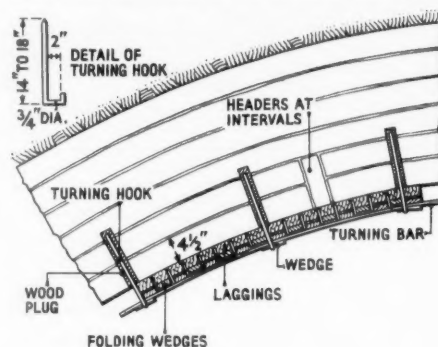 14" TO 18"
2"
DETAIL OF
TURNING HOOK
3/4" DIA.
HEADERS AT
INTERVALS
TURNING HOOK
4 1/2"
TURNING BAR
WEDGE
WOOD
PLUG
LAGGINGS
FOLDING WEDGES